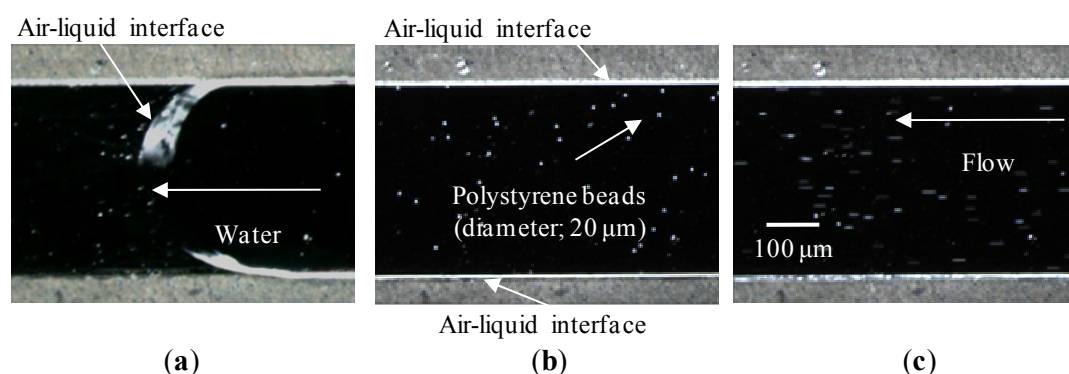 Air-liquid interface
Water
(a)
Air-liquid interface
Polystyrene beads
(diameter; 20 μm)
Air-liquid interface
(b)
Flow
100 μm
(c)